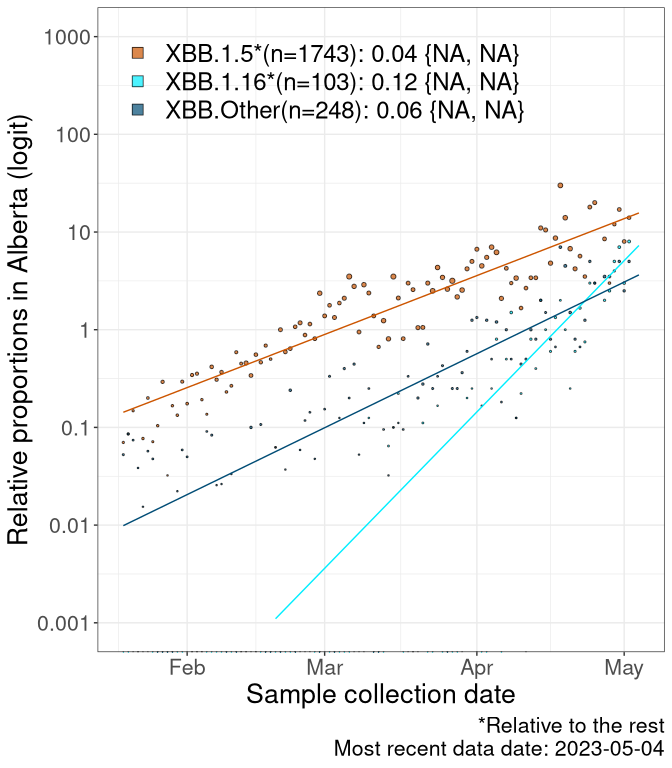 XBB.1.5*(n=1743): 0.04 {NA, NA}
XBB.1.16*(n=103): 0.12 {NA, NA}
XBB.Other(n=248): 0.06 {NA, NA}
Relative proportions in Alberta (logit)
1000
100
10
1
0.1
0.01
0.001
Feb Mar Apr May
Sample collection date
*Relative to the rest
Most recent data date: 2023-05-04